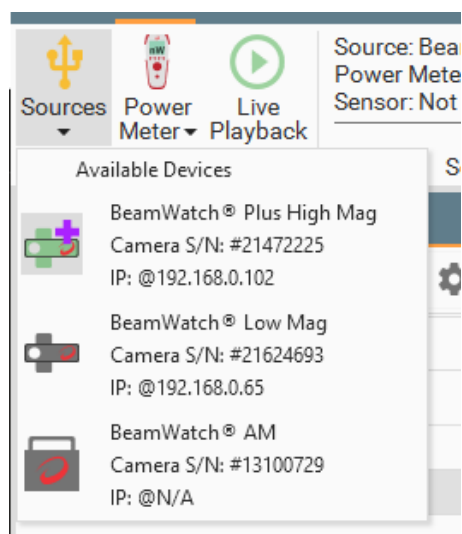 Source: Bea
Power Mete
Sensor: Not
nW
Sources
Power Meter
Live Playback
Available Devices
BeamWatch® Plus High Mag
Camera S/N: #21472225
IP: @192.168.0.102
BeamWatch® Low Mag
Camera S/N: #21624693
IP: @192.168.0.65
BeamWatch® AM
Camera S/N: #13100729
IP: @N/A